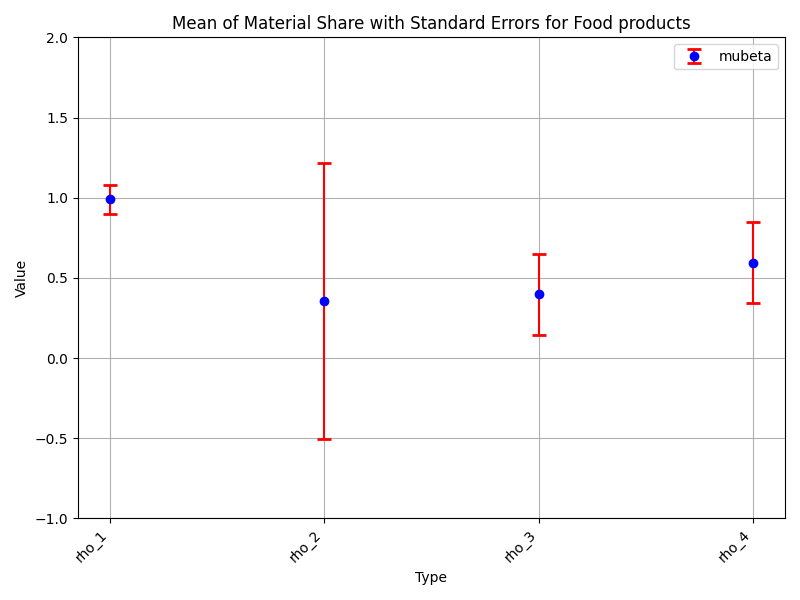 Mean of Material Share with Standard Errors for Food products
mubeta
2.0
1.5
1.0
0.5
0.0
−0.5
−1.0
Value
rho_1
rho_2
rho_3
rho_4
Type